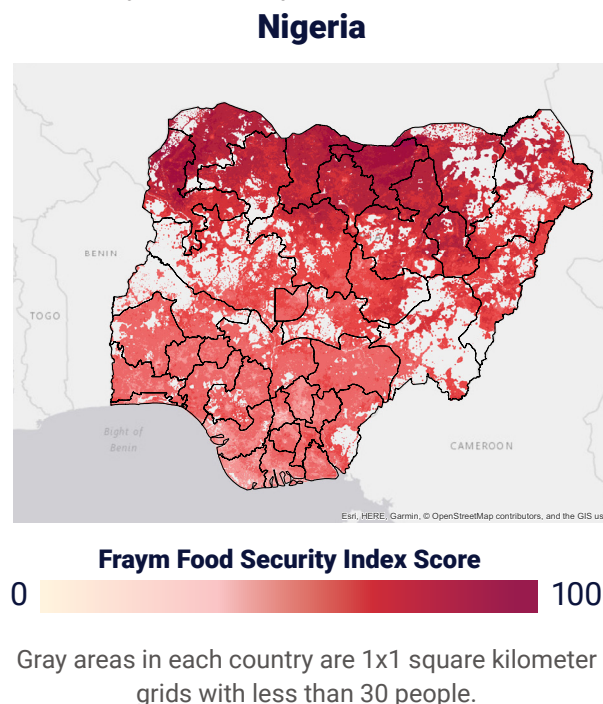 Nigeria
BENIN
TOGO
Bight of
Benin
CAMEROON
Esri, HERE, Garmin, © OpenStreetMap contributors, and the GIS us
Fraym Food Security Index Score
0 100
Gray areas in each country are 1x1 square kilometer
grids with less than 30 people.